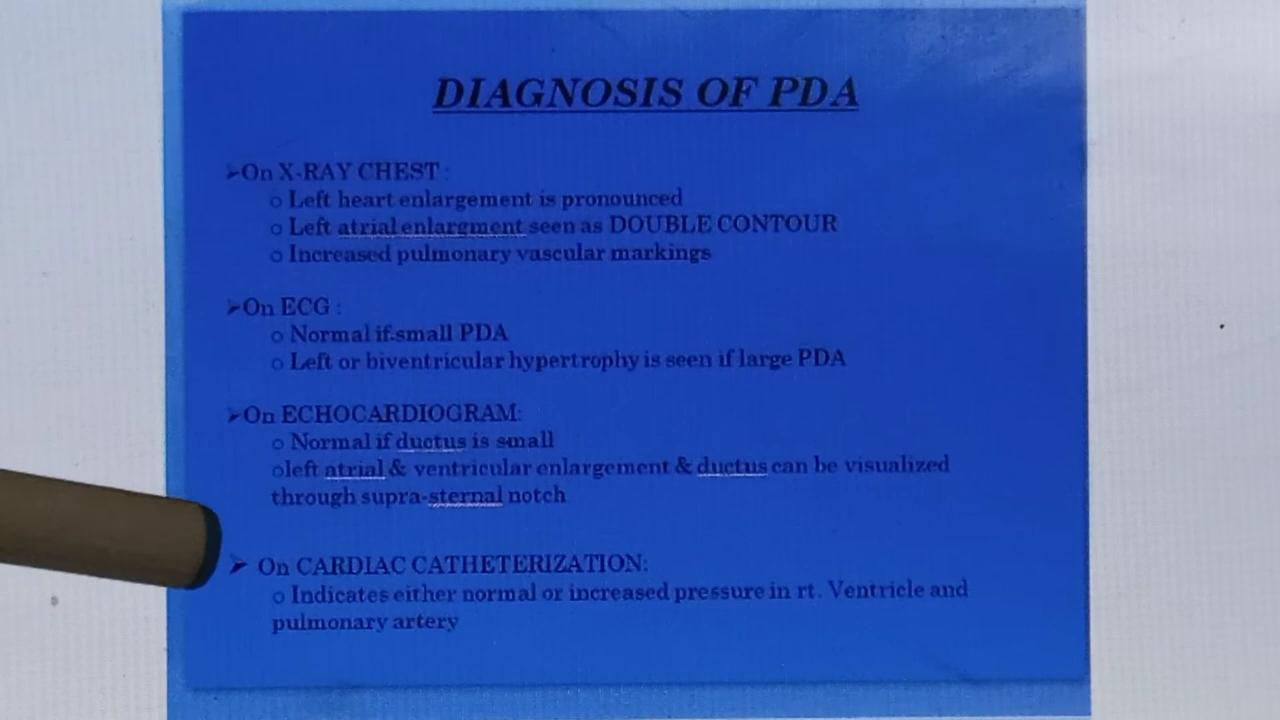 DIAGNOSIS OF PDA
➢On X-RAY CHEST :
o Left heart enlargement is pronounced
o Left atrial enlargment seen as DOUBLE CONTOUR
o Increased pulmonary vascular markings
➢On ECG :
o Normal if small PDA
o Left or biventricular hypertrophy is seen if large PDA
➢On ECHOCARDIOGRAM:
o Normal if ductus is small
oleft atrial & ventricular enlargement & ductus can be visualized
through supra-sternal notch
➢ On CARDIAC CATHETERIZATION:
o Indicates either normal or increased pressure in rt. Ventricle and
pulmonary artery